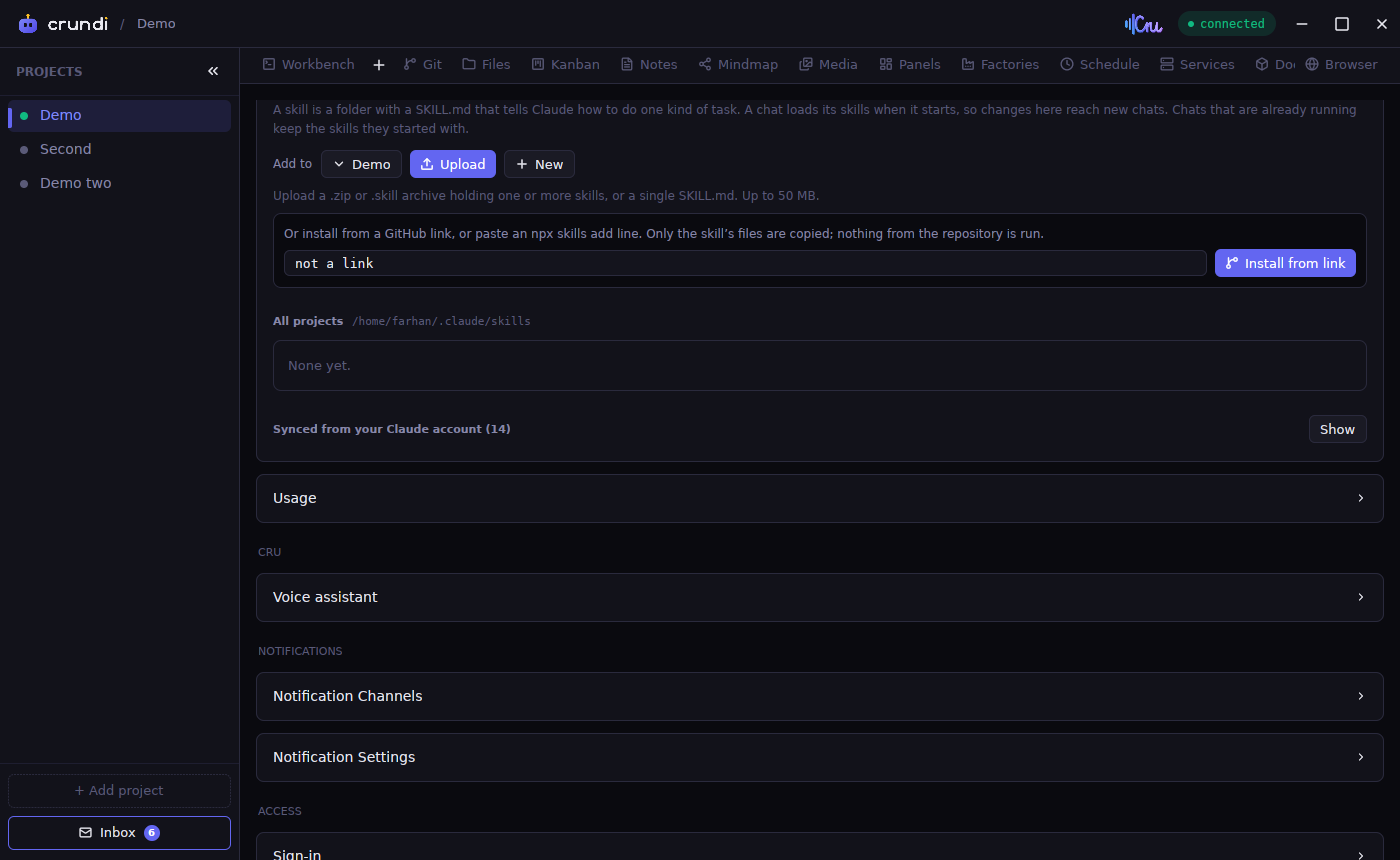 crundi / Demo
Cru
connected
PROJECTS
Demo
Second
Demo two
+ Add project
Inbox 6
Workbench
Git
Files
Kanban
Notes
Mindmap
Media
Panels
Factories
Schedule
Services
Browser
A skill is a folder with a SKILL.md that tells Claude how to do one kind of task. A chat loads its skills when it starts, so changes here reach new chats. Chats that are already running
keep the skills they started with.
Add to Demo Upload + New
Upload a .zip or .skill archive holding one or more skills, or a single SKILL.md. Up to 50 MB.
Or install from a GitHub link, or paste an npx skills add line. Only the skill’s files are copied; nothing from the repository is run.
not a link
Install from link
All projects /home/farhan/.claude/skills
None yet.
Synced from your Claude account (14)
Show
Usage
CRU
Voice assistant
NOTIFICATIONS
Notification Channels
Notification Settings
ACCESS
Sign-in